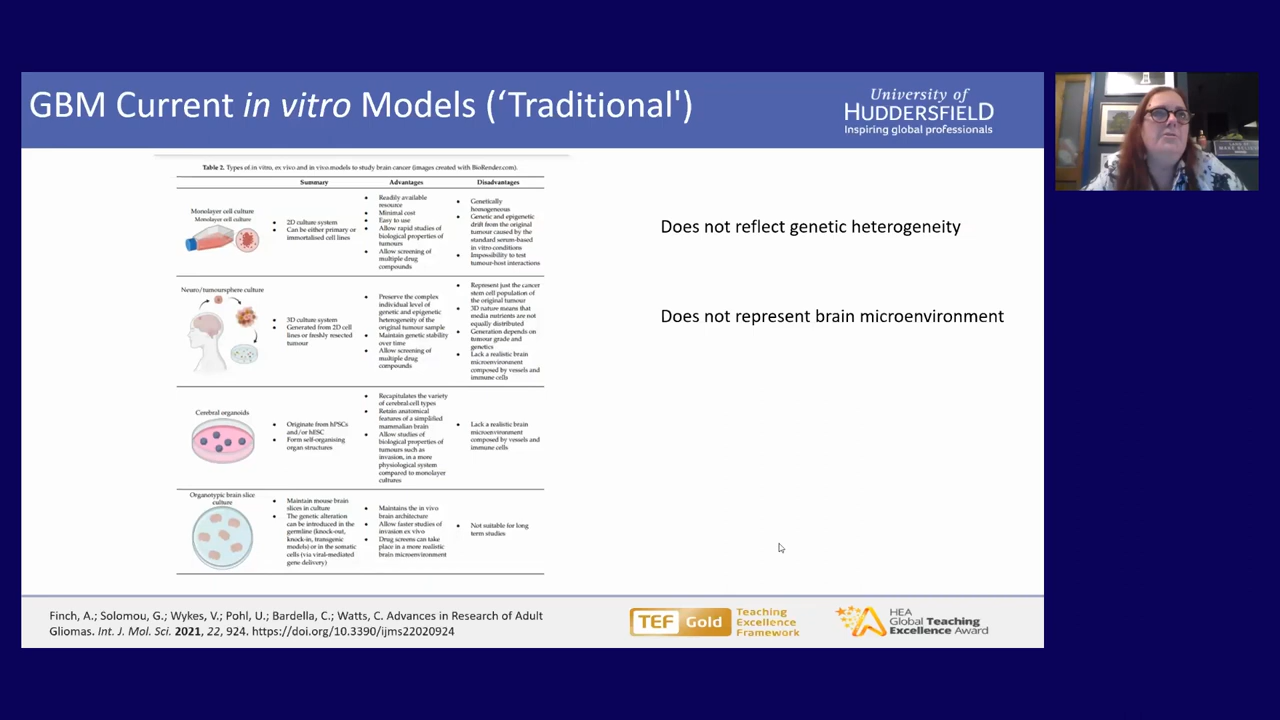 GBM Current in vitro Models (‘Traditional')
University of
HUDDERSFIELD
Inspiring global professionals
Table 2. Types of in vitro, ex vivo and in vivo models to study brain cancer (images created with BioRender.com).
Summary
Advantages
Disadvantages
Monolayer cell culture
Monolayer cell culture
• 2D culture system
• Can be either primary or
immortalised cell lines
• Readily available
resource
• Minimal cost
• Easy to use
• Allow rapid studies of
biological properties of
tumours
• Allow screening of
multiple drug
compounds
• Genetically
homogeneous
• Genetic and epigenetic
drift from the original
tumour caused by the
standard serum-based
in vitro conditions
• Impossibility to test
tumour-host interactions
Neuro/tumoursphere culture
• 3D culture system
• Generated from 2D cell
lines or freshly resected
tumour
• Preserve the complex
individual level of
genetic and epigenetic
heterogeneity of the
original tumour sample
• Maintain genetic stability
over time
• Allow screening of
multiple drug
compounds
• Represent just the cancer
stem cell population of
the original tumour
• 3D nature means that
media nutrients are not
equally distributed
• Generation depends on
tumour grade and
genetics
• Lack a realistic brain
microenvironment
composed by vessels and
immune cells
Cerebral organoids
• Originate from hPSCs
and/or hESC
• Form self-organising
organ structures
• Recapitulates the variety
of cerebral cell types
• Retain anatomical
features of a simplified
mammalian brain
• Allow studies of
biological properties of
tumours such as
invasion, in a more
physiological system
compared to monolayer
cultures
• Lack a realistic brain
microenvironment
composed by vessels and
immune cells
Organotypic brain slice
culture
• Maintain mouse brain
slices in culture
• The genetic alteration
can be introduced in the
germline (knock-out,
knock-in, transgenic
models) or in the somatic
cells (via viral-mediated
gene delivery)
• Maintains the in vivo
brain architecture
• Allow faster studies of
invasion ex vivo
• Drug screens can take
place in a more realistic
brain microenvironment
• Not suitable for long
term studies
Does not reflect genetic heterogeneity
Does not represent brain microenvironment
Finch, A.; Solomou, G.; Wykes, V.; Pohl, U.; Bardella, C.; Watts, C. Advances in Research of Adult
Gliomas. Int. J. Mol. Sci. 2021, 22, 924. https://doi.org/10.3390/ijms22020924
TEF Gold
Teaching
Excellence
Framework
HEA
Global Teaching
Excellence Award